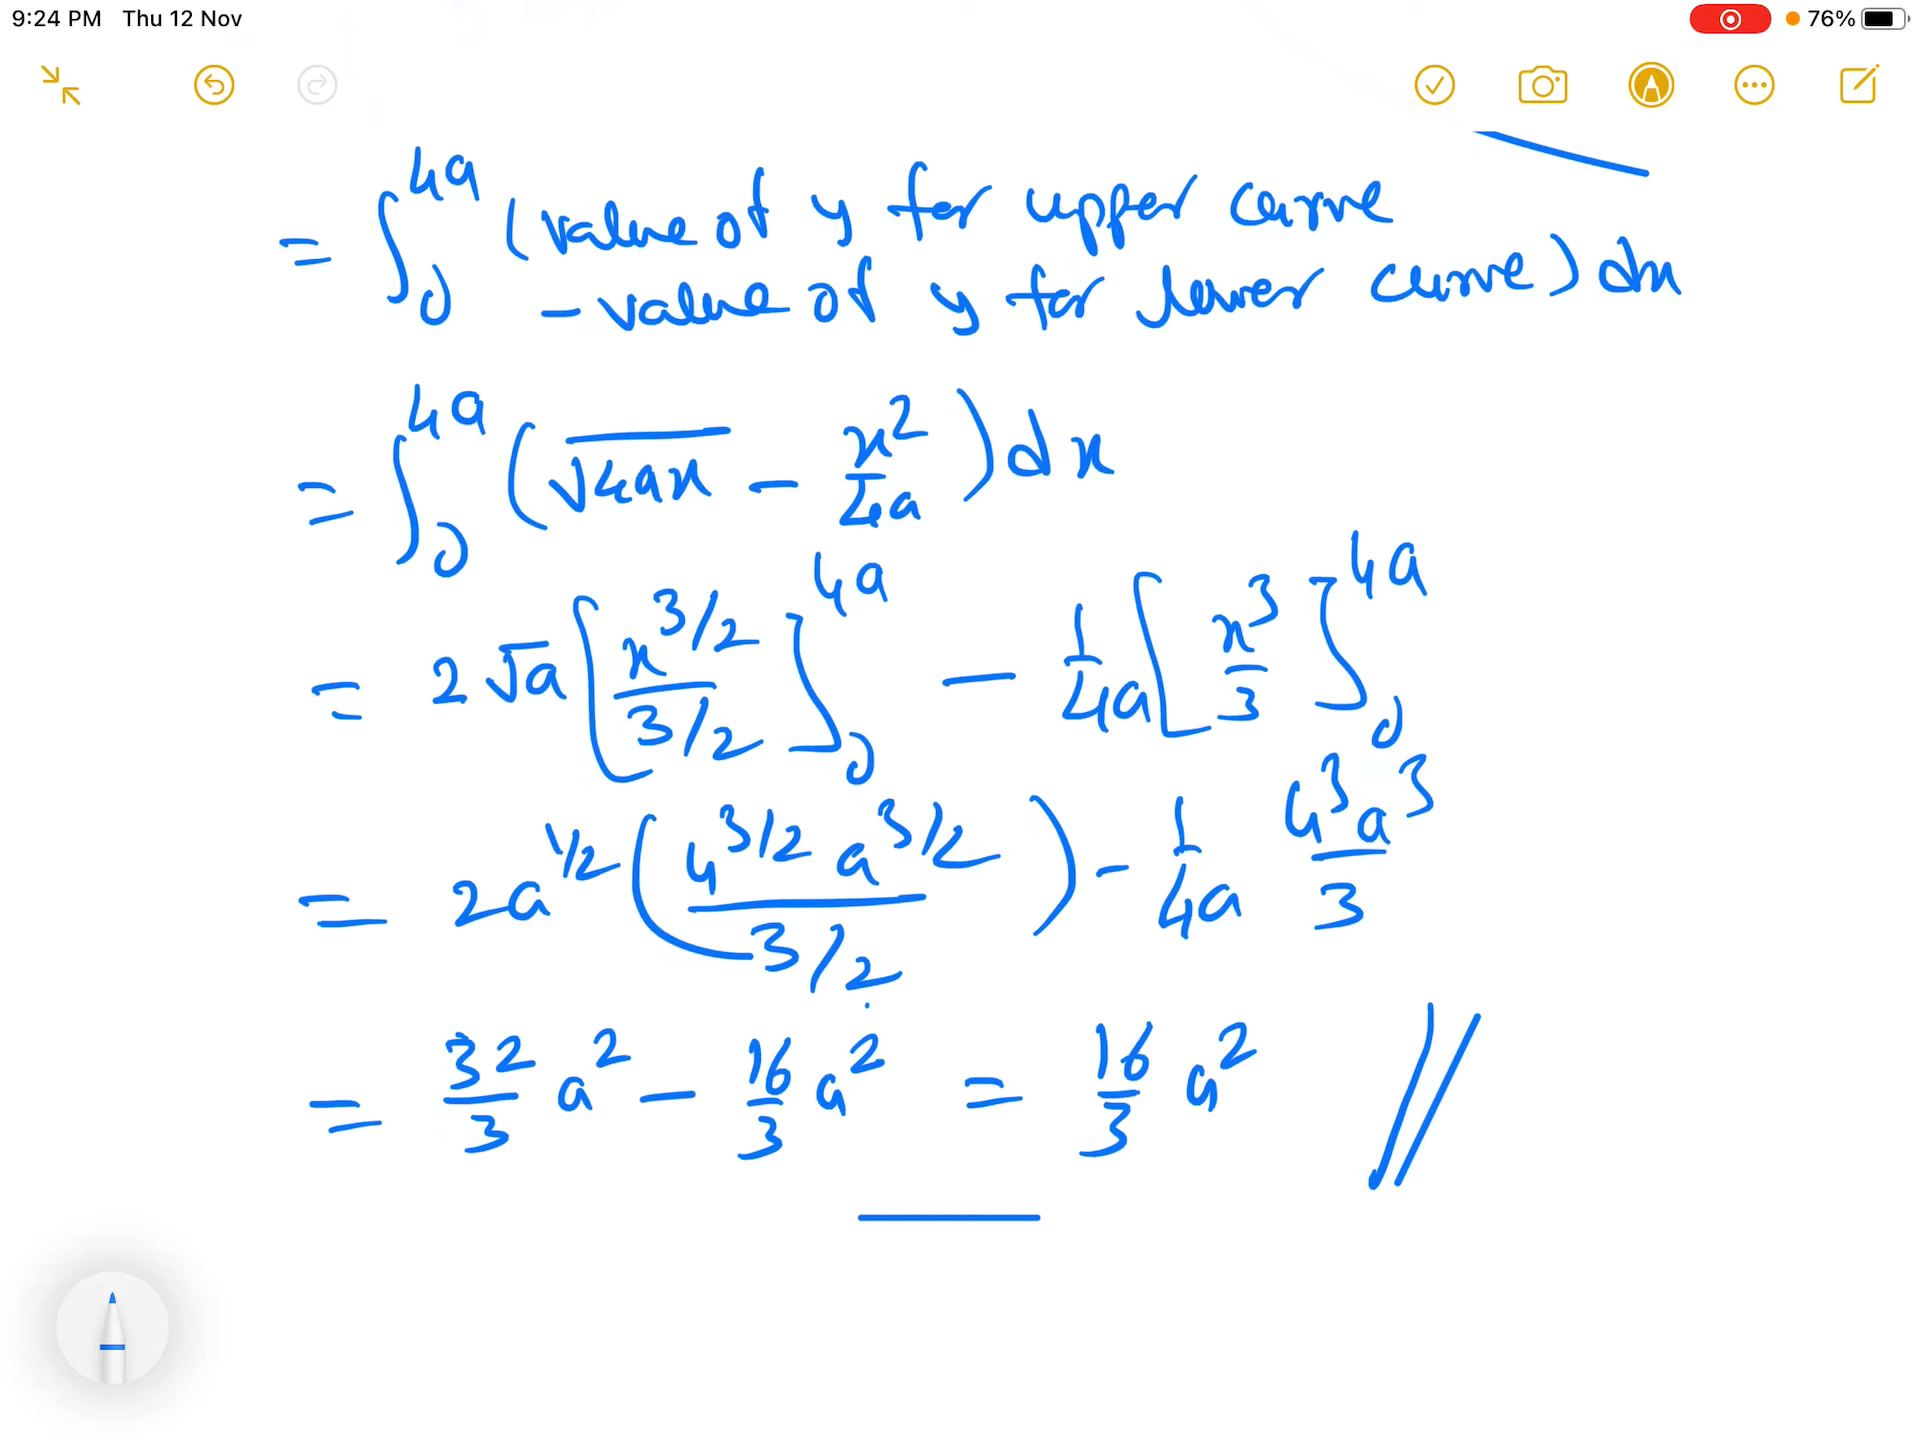 9:24 PM Thu 12 Nov 76%
= ∫₀^4a (value of y for upper curve
– value of y for lower curve) dx
= ∫₀^4a (√4ax – x²/4a) dx
= 2√a [x^3/2 / 3/2]₀^4a – 1/4a [x³/3]₀^4a
= 2a^1/2 (4^3/2 a^3/2 / 3/2) – 1/4a 4³a³/3
= 32/3 a² – 16/3 a² = 16/3 a² //